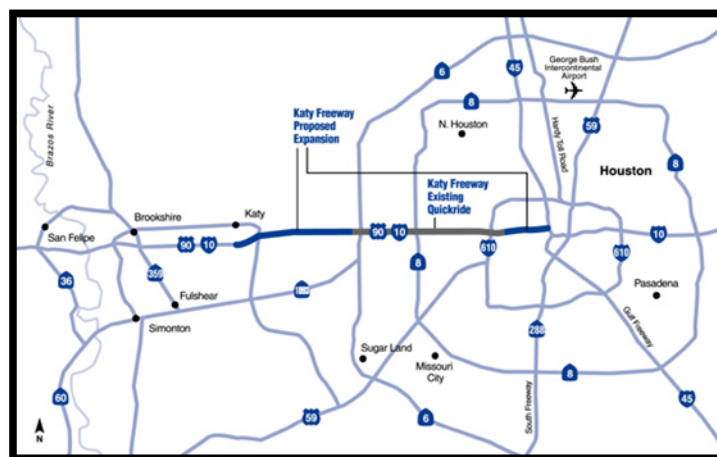 6
45
George Bush
Intercontinental
Airport
8
59
Katy Freeway
Proposed
Expansion
N. Houston
Hardy Toll Road
Brazos River
Houston
8
Katy Freeway
Existing
Quickride
Brookshire
Katy
San Felipe
90
10
90
10
10
610
610
8
36
359
Fulshear
Pasadena
Simonton
Gulf Freeway
288
Sugar Land
Missouri
City
8
60
South Freeway
59
6
45
N